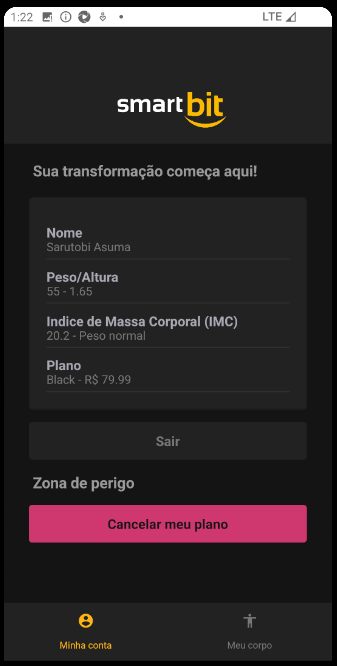 1:22
LTE
smartbit
Sua transformação começa aqui!
Nome
Sarutobi Asuma
Peso/Altura
55 - 1.65
Indice de Massa Corporal (IMC)
20.2 - Peso normal
Plano
Black - R$ 79.99
Sair
Zona de perigo
Cancelar meu plano
Minha conta
Meu corpo